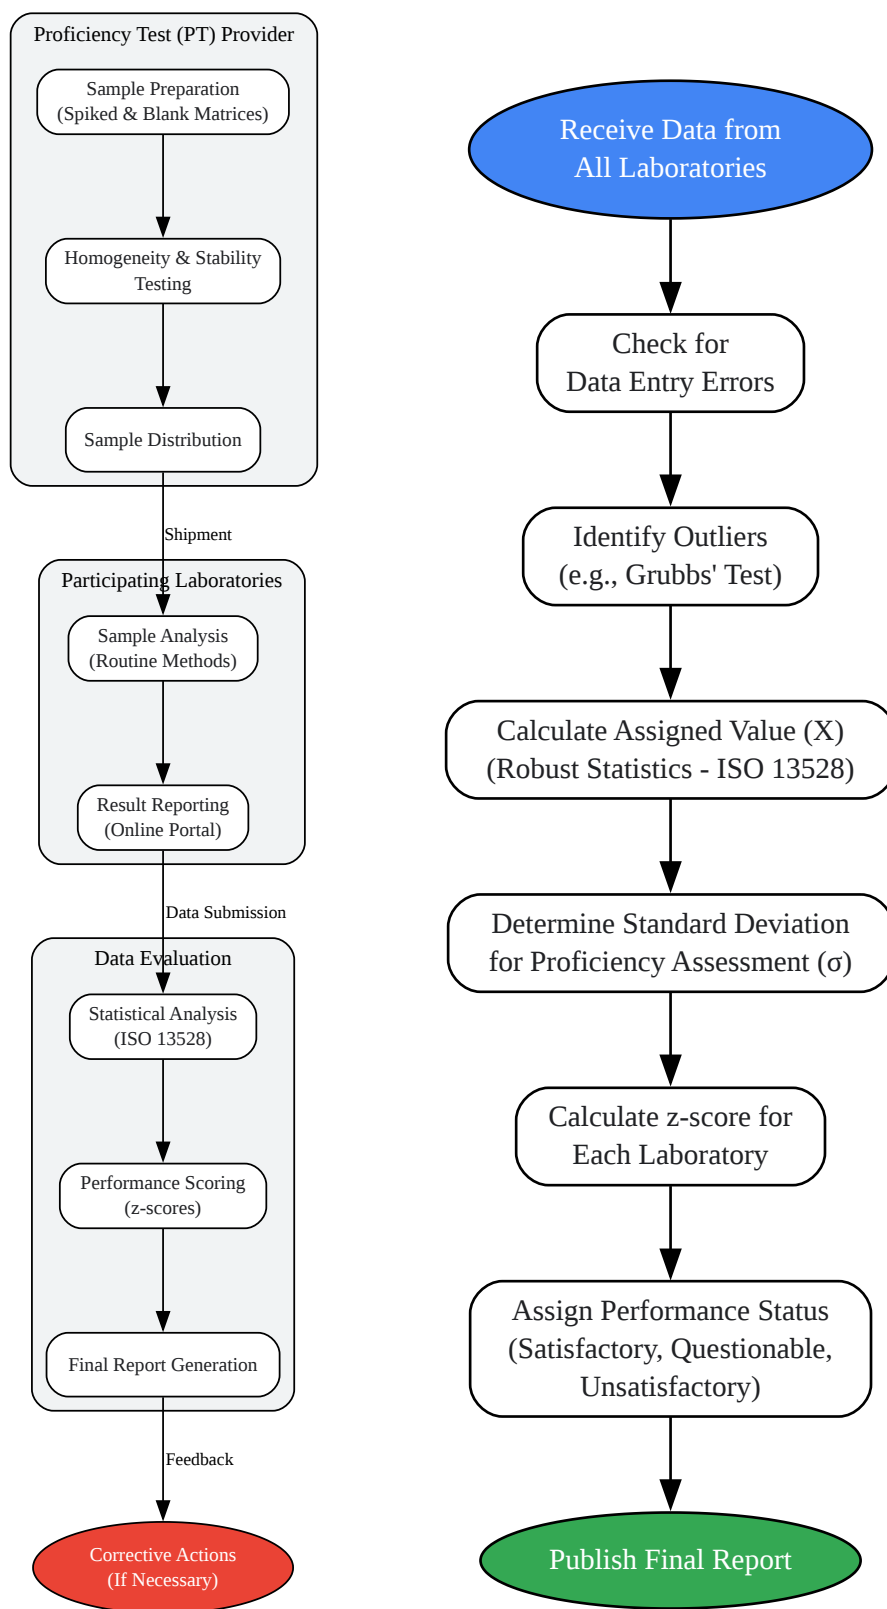 Proficiency Test (PT) Provider
Sample Preparation
(Spiked & Blank Matrices)
Homogeneity & Stability
Testing
Sample Distribution
Shipment
Participating Laboratories
Sample Analysis
(Routine Methods)
Result Reporting
(Online Portal)
Data Submission
Data Evaluation
Statistical Analysis
(ISO 13528)
Performance Scoring
(z-scores)
Final Report Generation
Feedback
Corrective Actions
(If Necessary)
Receive Data from
All Laboratories
Check for
Data Entry Errors
Identify Outliers
(e.g., Grubbs' Test)
Calculate Assigned Value (X)
(Robust Statistics - ISO 13528)
Determine Standard Deviation
for Proficiency Assessment (σ)
Calculate z-score for
Each Laboratory
Assign Performance Status
(Satisfactory, Questionable,
Unsatisfactory)
Publish Final Report